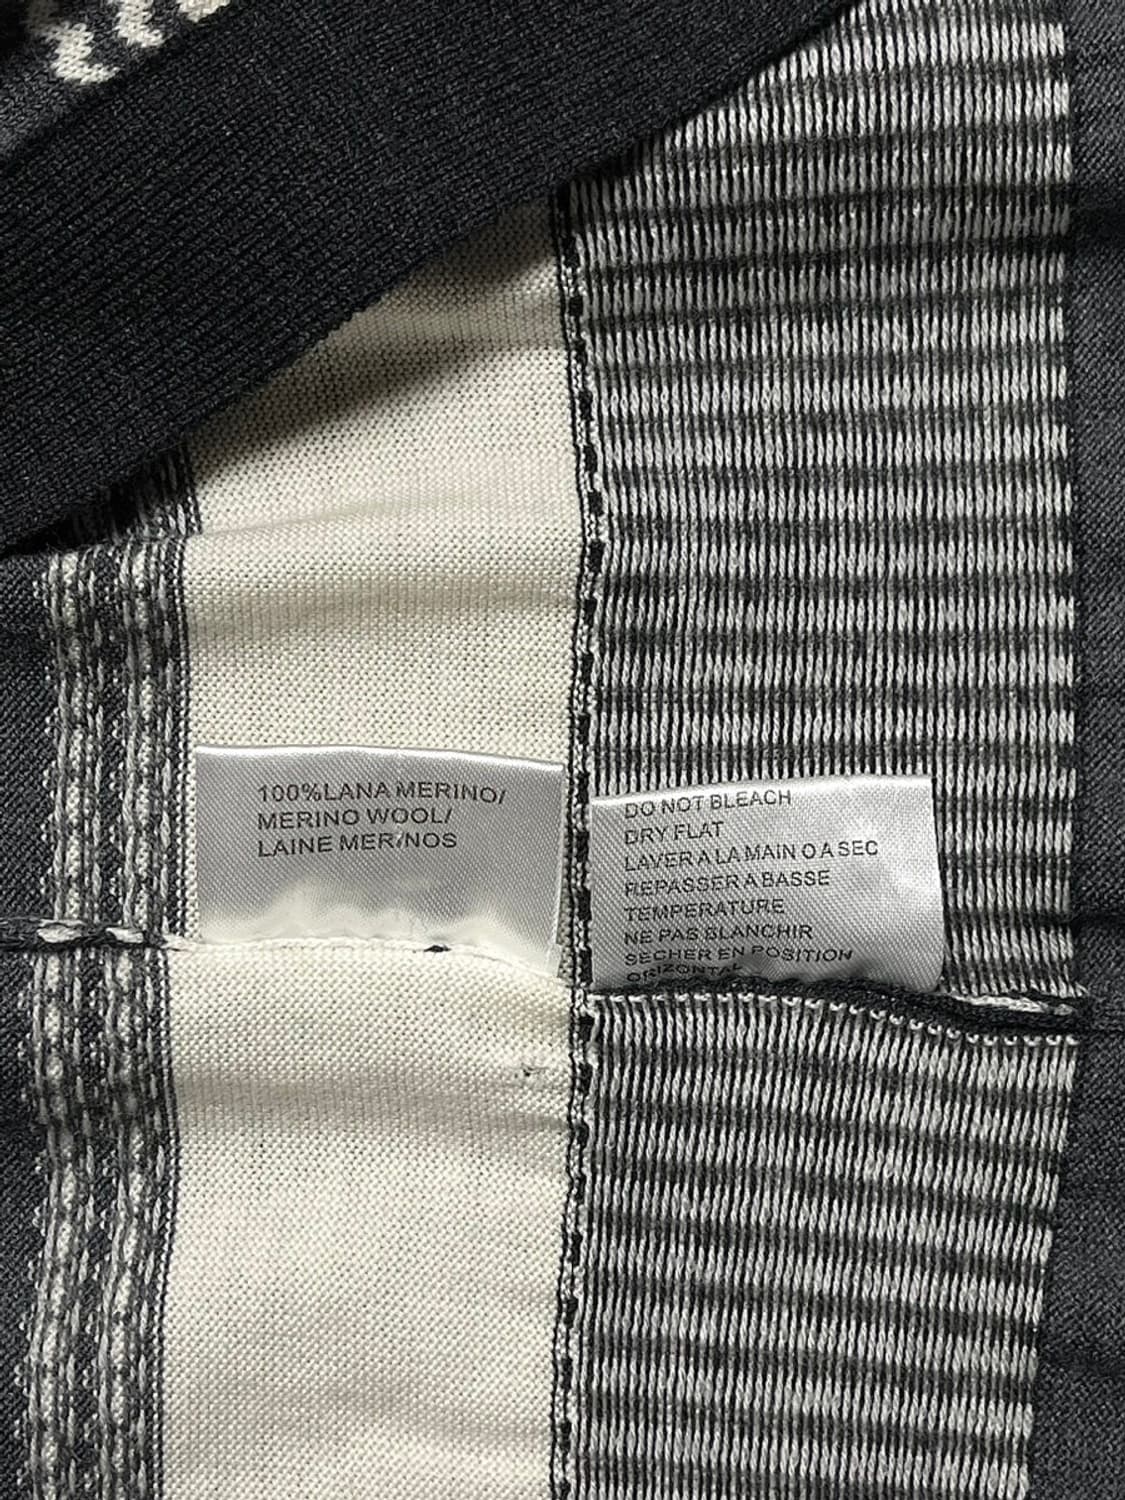 100%LANA MERINO/
MERINO WOOL/
LAINE MERINOS
DO NOT BLEACH
DRY FLAT
LAVER A LA MAIN O A SEC
REPASSER A BASSE
TEMPERATURE
NE PAS BLANCHIR
SECHER EN POSITION
ORIZONTAL